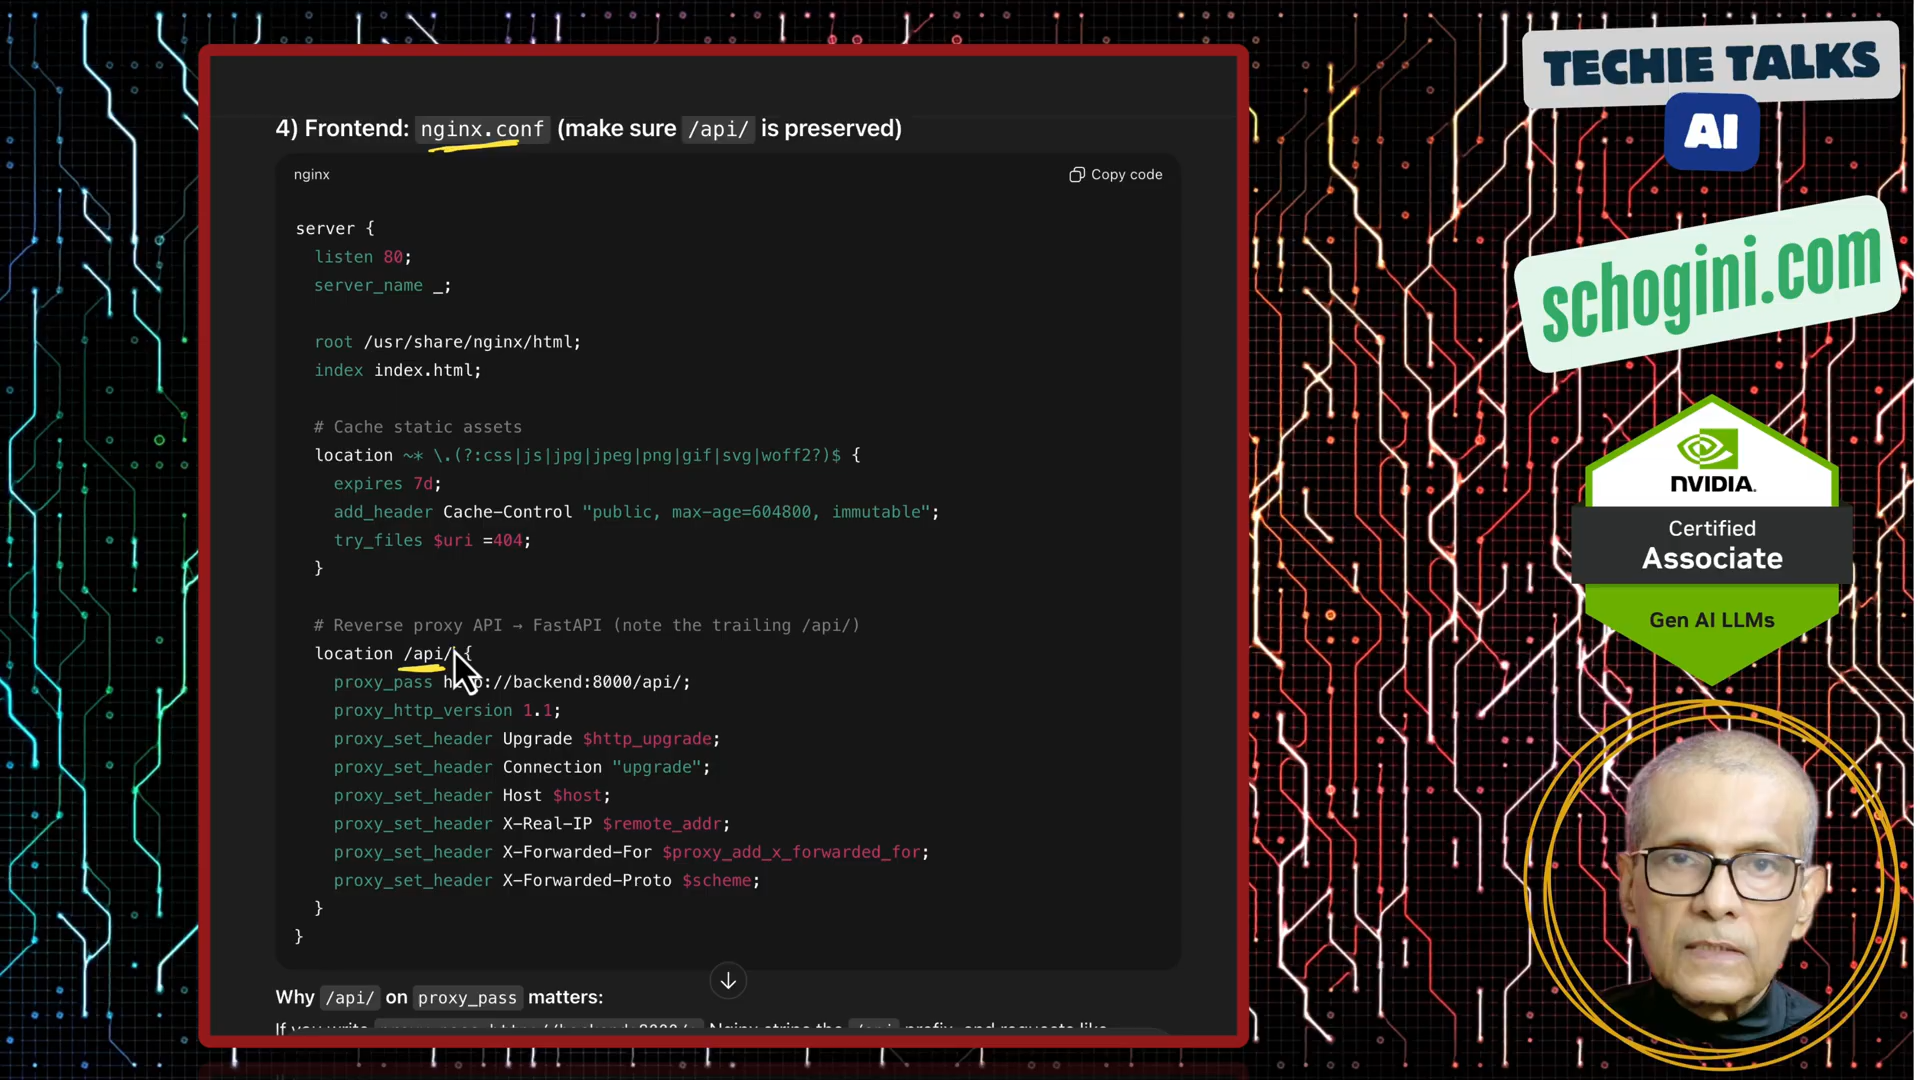 4) Frontend: nginx.conf (make sure /api/ is preserved)
nginx
Copy code
server {
listen 80;
server_name _;
root /usr/share/nginx/html;
index index.html;
# Cache static assets
location ~* \.(?:css|js|jpg|jpeg|png|gif|svg|woff2?)$ {
expires 7d;
add_header Cache-Control "public, max-age=604800, immutable";
try_files $uri =404;
}
# Reverse proxy API → FastAPI (note the trailing /api/)
location /api/ {
proxy_pass http://backend:8000/api/;
proxy_http_version 1.1;
proxy_set_header Upgrade $http_upgrade;
proxy_set_header Connection "upgrade";
proxy_set_header Host $host;
proxy_set_header X-Real-IP $remote_addr;
proxy_set_header X-Forwarded-For $proxy_add_x_forwarded_for;
proxy_set_header X-Forwarded-Proto $scheme;
}
}
Why /api/ on proxy_pass matters:
TECHIE TALKS
AI
schogini.com
NVIDIA.
Certified
Associate
Gen AI LLMs